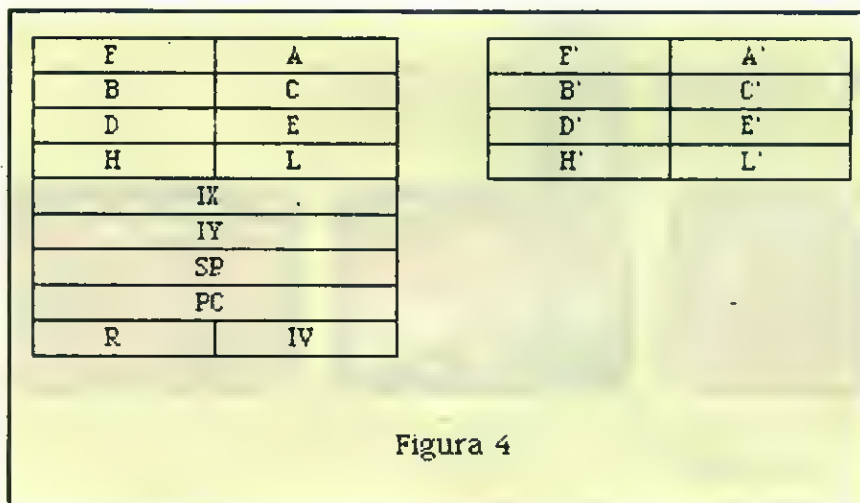 F A F' A'
B C B' C'
D E D' E'
H L H' L'
IX
IY
SP
PC
R IV
Figura 4